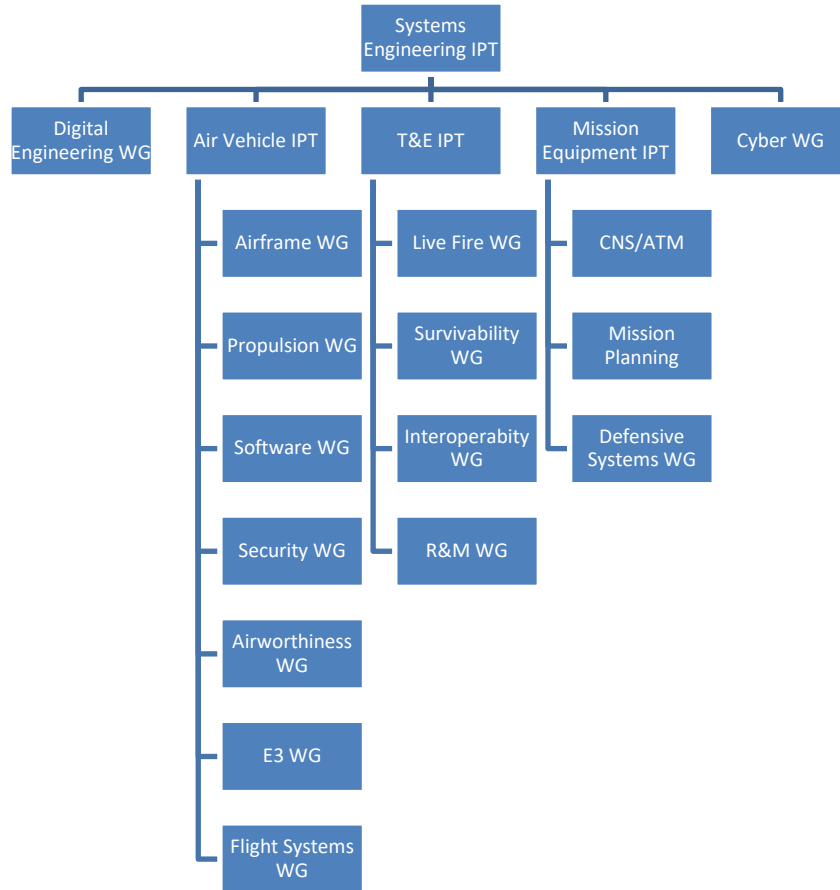 Systems
Engineering IPT
Digital
Engineering WG
Air Vehicle IPT
T&E IPT
Mission
Equipment IPT
Cyber WG
Airframe WG
Live Fire WG
CNS/ATM
Propulsion WG
Survivability
WG
Mission
Planning
Software WG
Interoperabity
WG
Defensive
Systems WG
Security WG
R&M WG
Airworthiness
WG
E3 WG
Flight Systems
WG